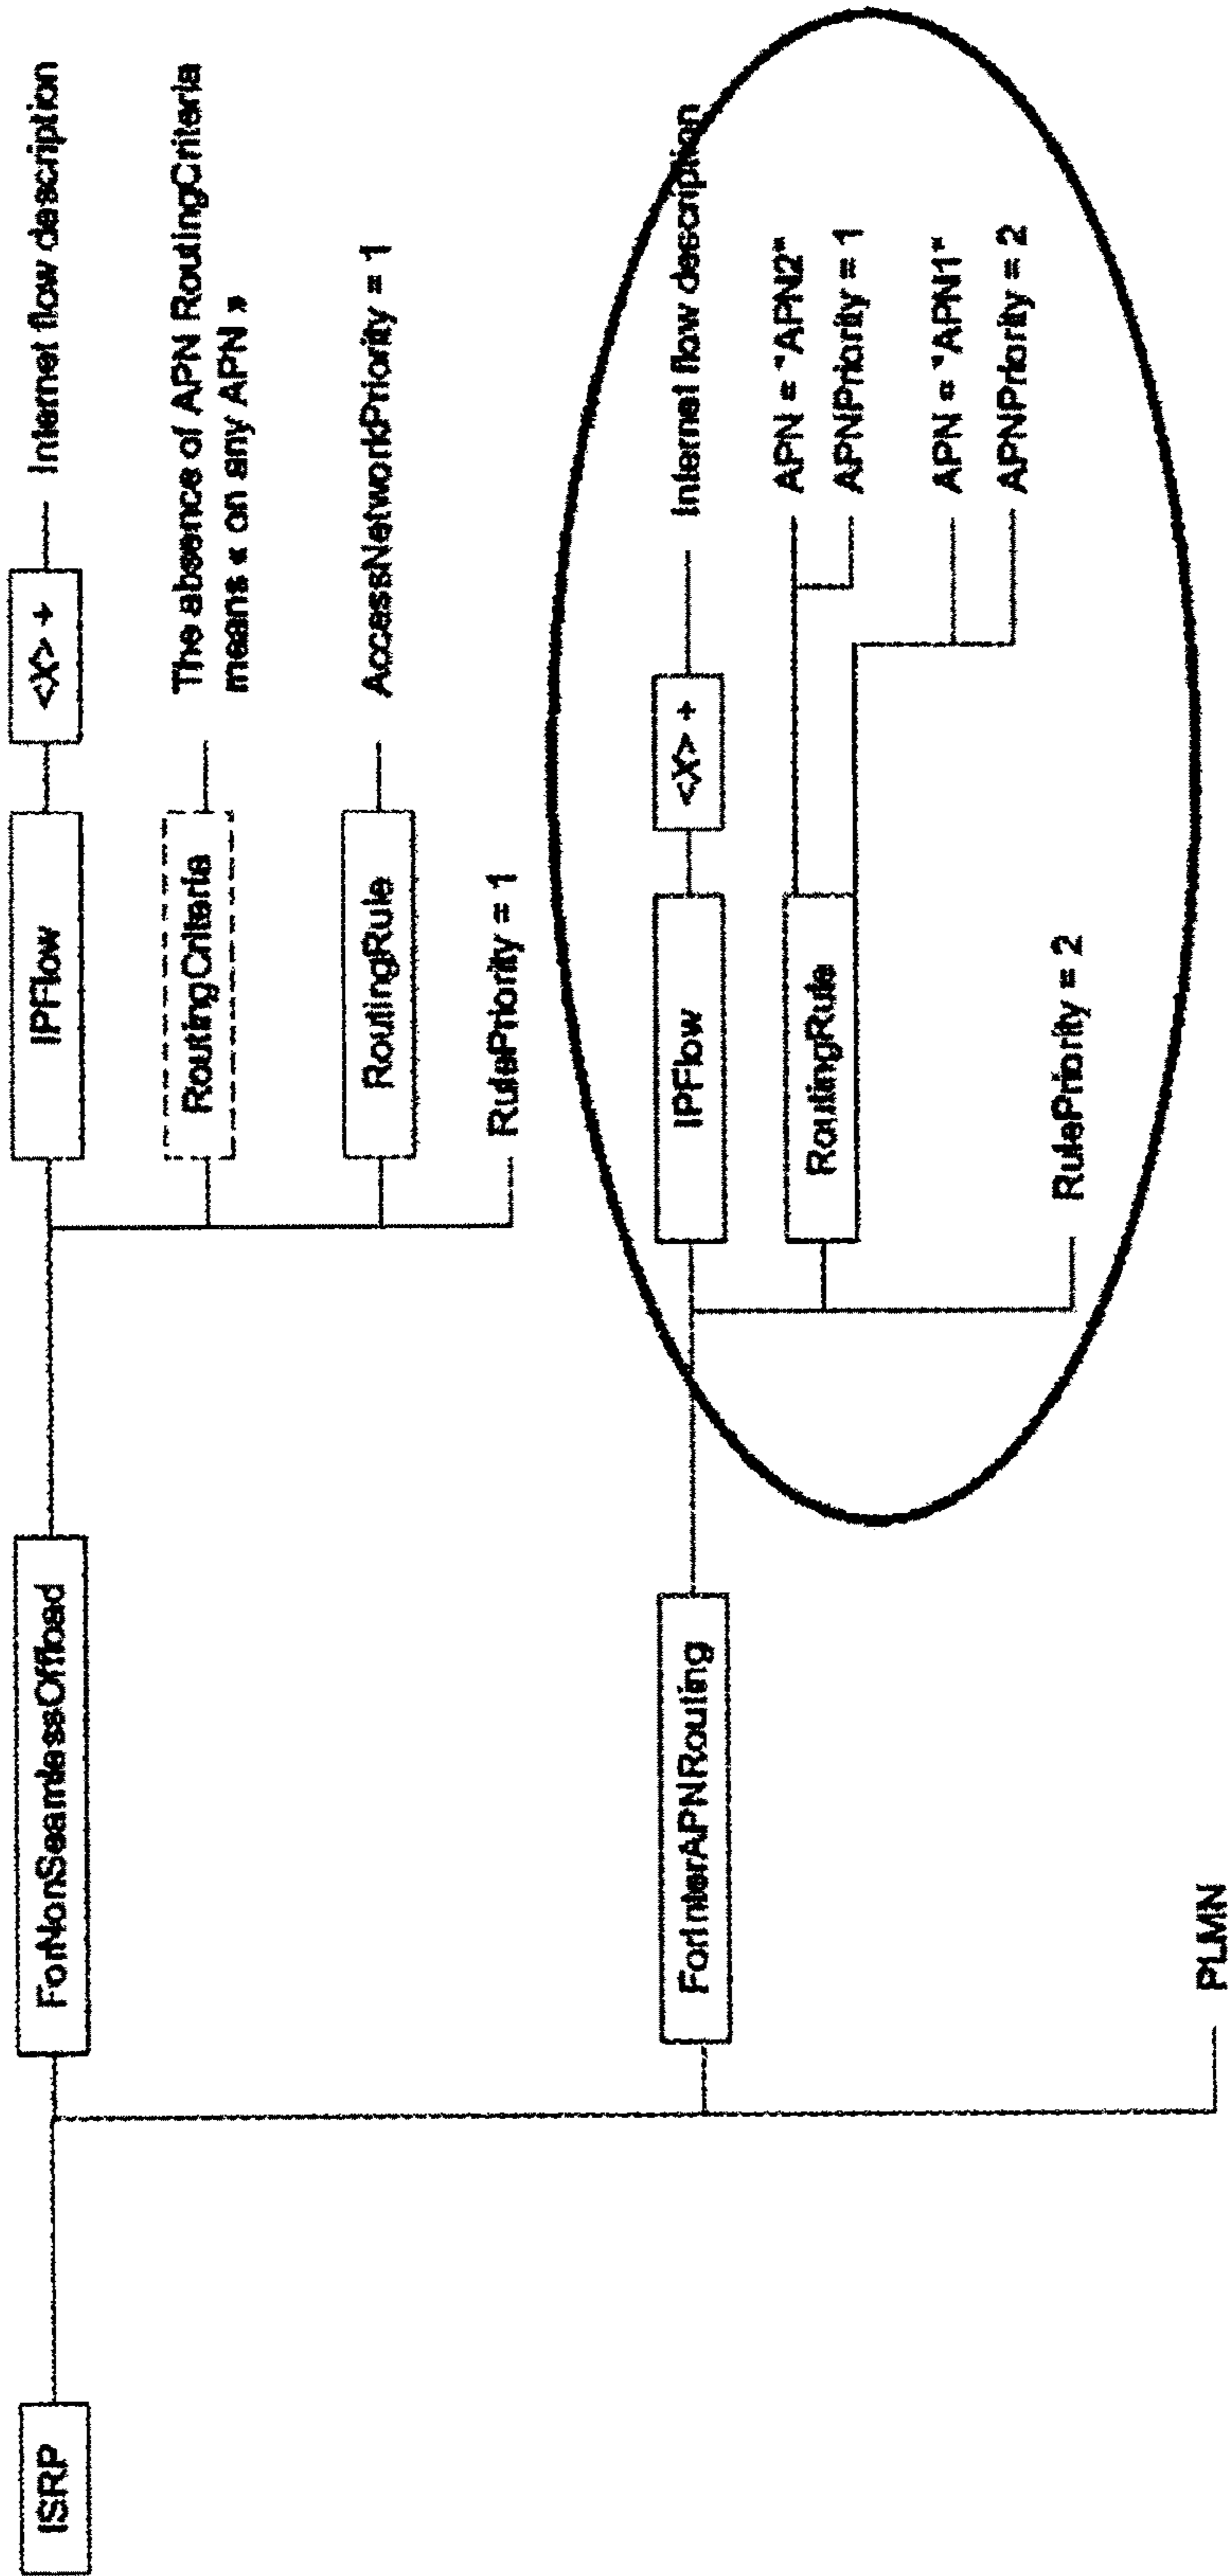 ISRP
ForNonSeamlessOffload
IPFlow
<X> +
Internet flow description
RoutingCriteria
The absence of APN RoutingCriteria
means « on any APN »
RoutingRule
AccessNetworkPriority = 1
RulePriority = 1
ForInterAPNRouting
IPFlow
<X> +
Internet flow description
RoutingRule
APN = "APN2"
APNPriority = 1
APN = "APN1"
APNPriority = 2
RulePriority = 2
PLMN